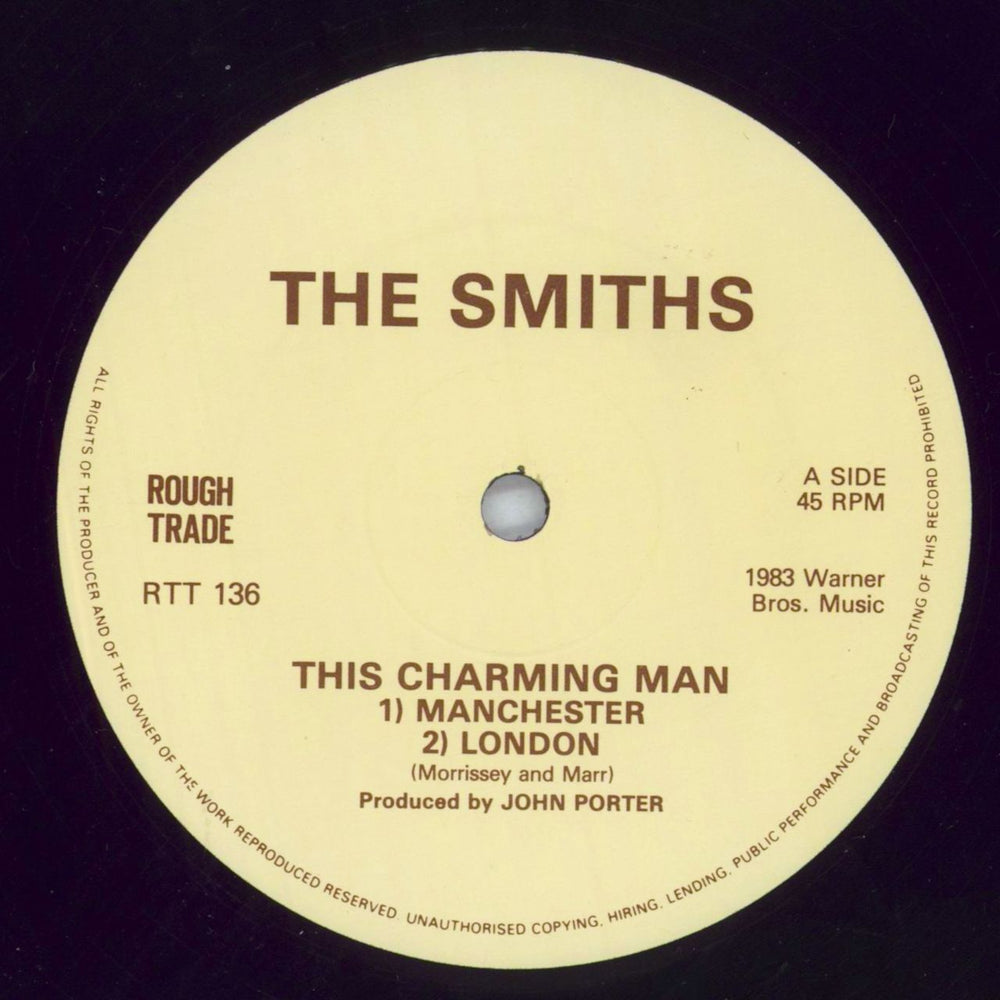 THE SMITHS
ROUGH
TRADE
RTT 136
A SIDE
45 RPM
1983 Warner
Bros. Music
THIS CHARMING MAN
1) MANCHESTER
2) LONDON
(Morrissey and Marr)
Produced by JOHN PORTER
ALL RIGHTS OF THE PRODUCER AND OF THE OWNER OF THE WORK REPRODUCED RESERVED. UNAUTHORISED COPYING, HIRING, LENDING, PUBLIC PERFORMANCE AND BROADCASTING OF THIS RECORD PROHIBITED